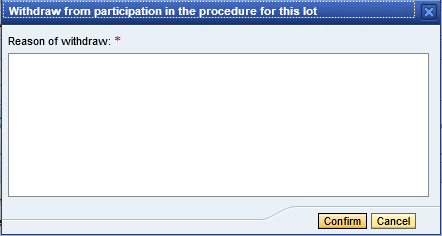 Withdraw from participation in the procedure for this lot
Reason of withdraw: *
Confirm Cancel